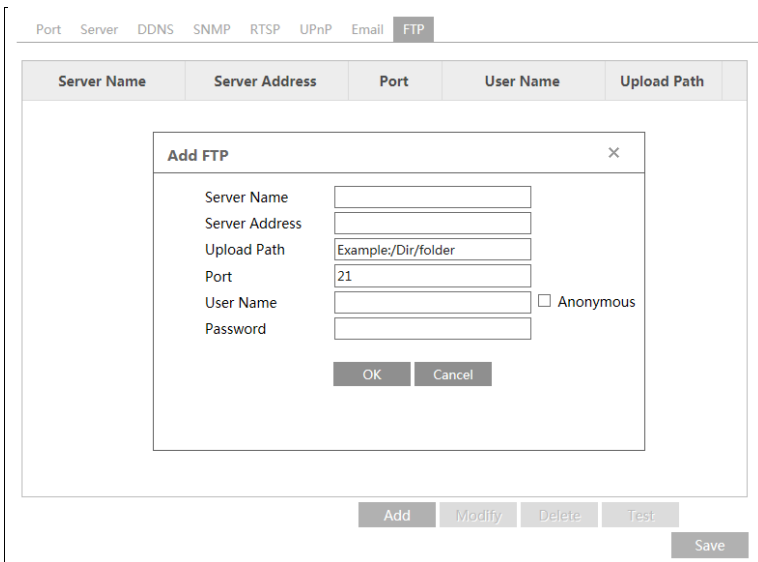 Port Server DDNS SNMP RTSP UPnP Email FTP
Server Name Server Address Port User Name Upload Path
Add FTP ×
Server Name
Server Address
Upload Path Example:/Dir/folder
Port 21
User Name Anonymous
Password
OK Cancel
Add Modify Delete Test
Save